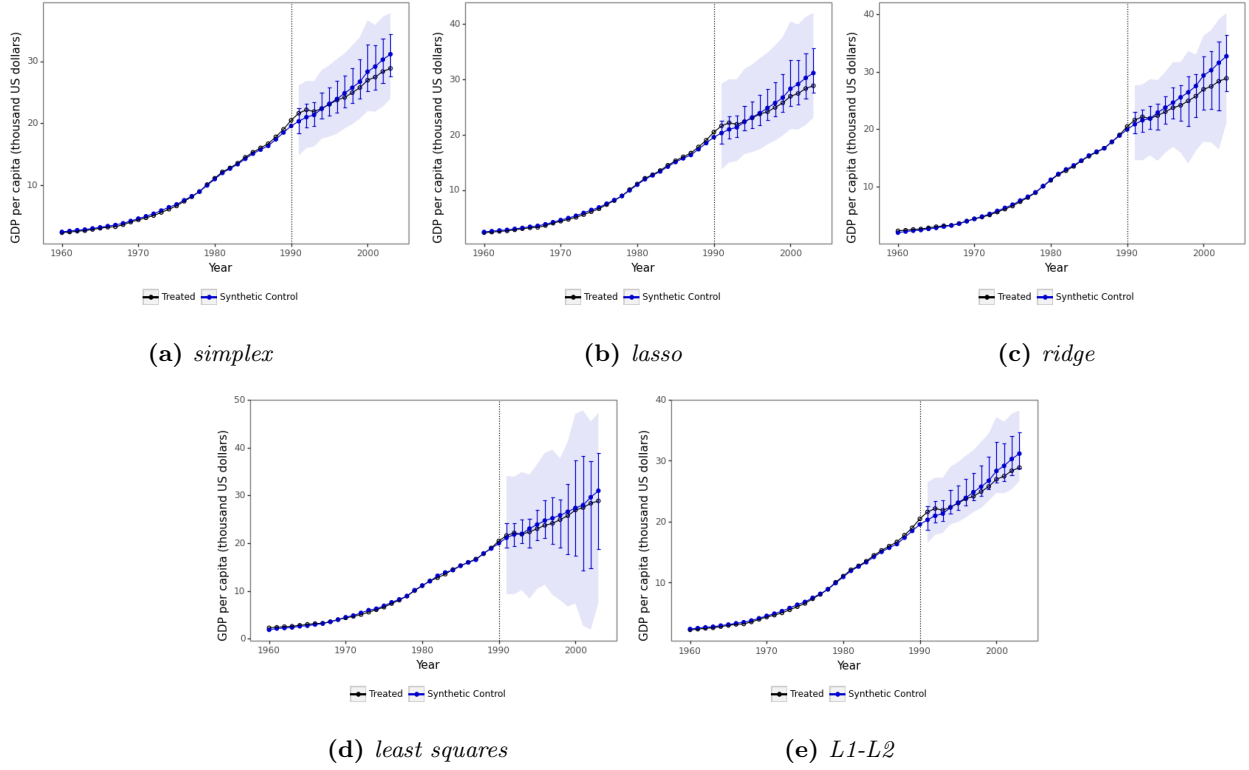 GDP per capita (thousand US dollars)
30
20
10
1960 1970 1980 1990 2000
Year
Treated Synthetic Control
(a) simplex
GDP per capita (thousand US dollars)
40
30
20
10
1960 1970 1980 1990 2000
Year
Treated Synthetic Control
(b) lasso
GDP per capita (thousand US dollars)
40
30
20
10
1960 1970 1980 1990 2000
Year
Treated Synthetic Control
(c) ridge
GDP per capita (thousand US dollars)
50
40
30
20
10
0
1960 1970 1980 1990 2000
Year
Treated Synthetic Control
(d) least squares
GDP per capita (thousand US dollars)
40
30
20
10
1960 1970 1980 1990 2000
Year
Treated Synthetic Control
(e) L1-L2